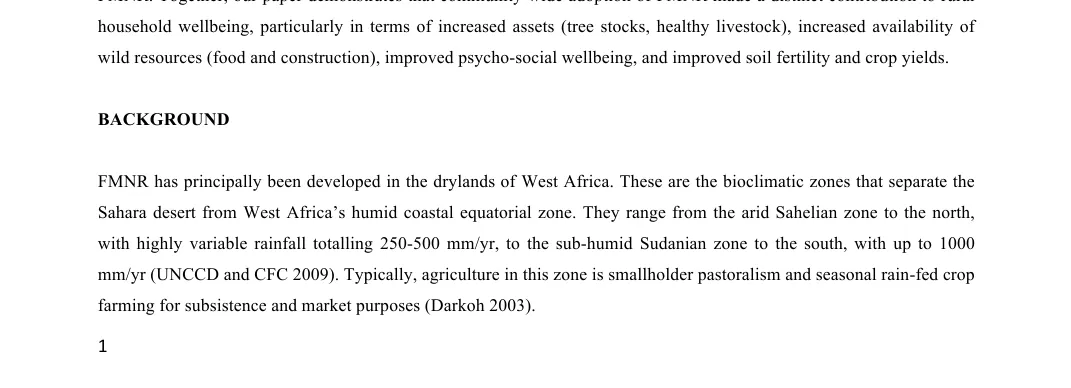 household wellbeing, particularly in terms of increased assets (tree stocks, healthy livestock), increased availability of
wild resources (food and construction), improved psycho-social wellbeing, and improved soil fertility and crop yields.
BACKGROUND
FMNR has principally been developed in the drylands of West Africa. These are the bioclimatic zones that separate the
Sahara desert from West Africa’s humid coastal equatorial zone. They range from the arid Sahelian zone to the north,
with highly variable rainfall totalling 250-500 mm/yr, to the sub-humid Sudanian zone to the south, with up to 1000
mm/yr (UNCCD and CFC 2009). Typically, agriculture in this zone is smallholder pastoralism and seasonal rain-fed crop
farming for subsistence and market purposes (Darkoh 2003).
1